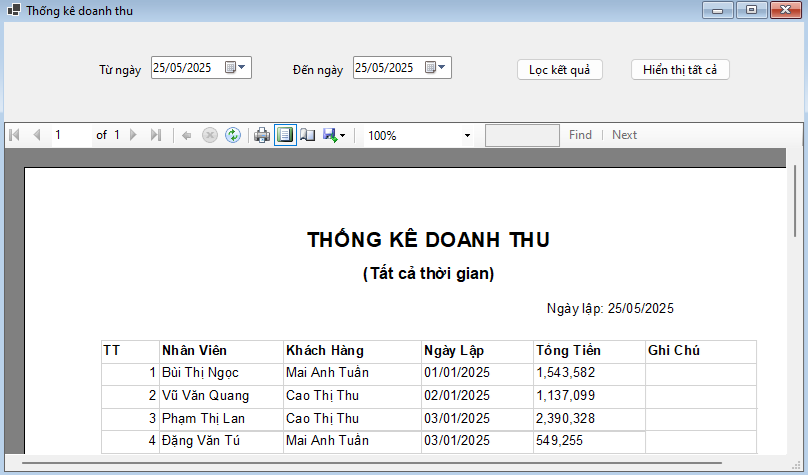 Thống kê doanh thu
Từ ngày 25/05/2025 Đến ngày 25/05/2025 Lọc kết quả Hiển thị tất cả
1 of 1 100% Find | Next
THỐNG KÊ DOANH THU
(Tất cả thời gian)
Ngày lập: 25/05/2025
TT Nhân Viên Khách Hàng Ngày Lập Tổng Tiền Ghi Chú
1 Bùi Thị Ngọc Mai Anh Tuấn 01/01/2025 1,543,582
2 Vũ Văn Quang Cao Thị Thu 02/01/2025 1,137,099
3 Phạm Thị Lan Cao Thị Thu 03/01/2025 2,390,328
4 Đặng Văn Tú Mai Anh Tuấn 03/01/2025 549,255